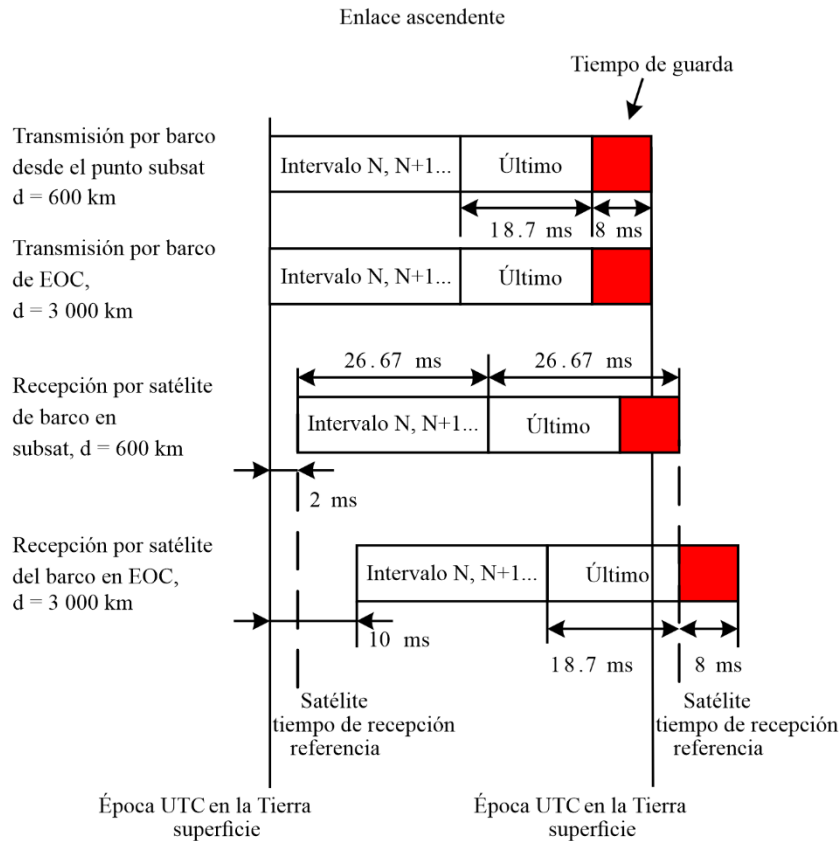 Enlace ascendente
Tiempo de guarda
Transmisión por barco
desde el punto subsat
d = 600 km
Intervalo N, N+1...
Último
18.7 ms
8 ms
Transmisión por barco
de EOC,
d = 3 000 km
Intervalo N, N+1...
Último
26.67 ms
26.67 ms
Recepción por satélite
de barco en
subsat, d = 600 km
Intervalo N, N+1...
Último
2 ms
Recepción por satélite
del barco en EOC,
d = 3 000 km
Intervalo N, N+1...
Último
10 ms
18.7 ms
8 ms
Satélite
tiempo de recepción
referencia
Satélite
tiempo de recepción
referencia
Época UTC en la Tierra
superficie
Época UTC en la Tierra
superficie